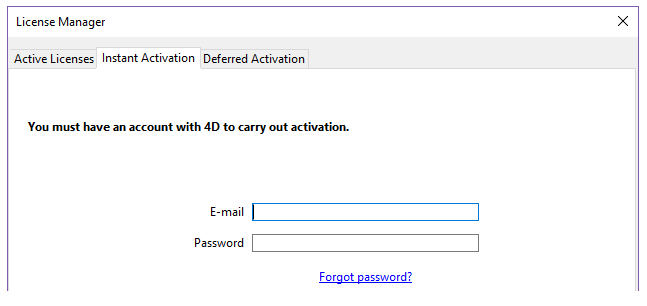 License Manager
Active Licenses Instant Activation Deferred Activation
You must have an account with 4D to carry out activation.
E-mail
Password
Forgot password?